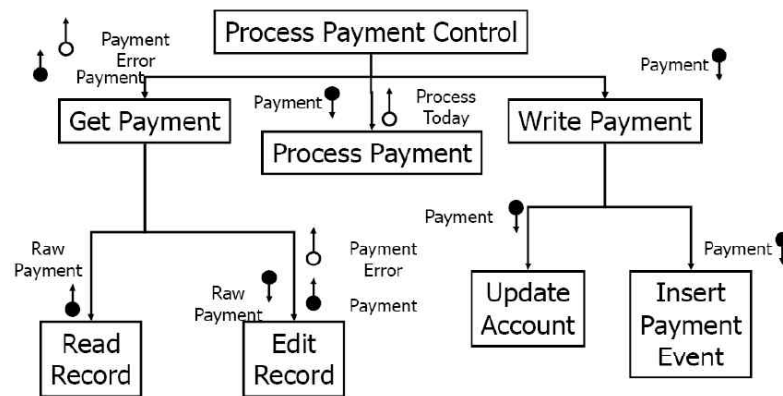 Process Payment Control
Payment
Error
Payment
Get Payment
Payment
Process
Today
Process Payment
Payment
Write Payment
Raw
Payment
Read
Record
Raw
Payment
Payment
Error
Payment
Edit
Record
Payment
Update
Account
Payment
Insert
Payment
Event